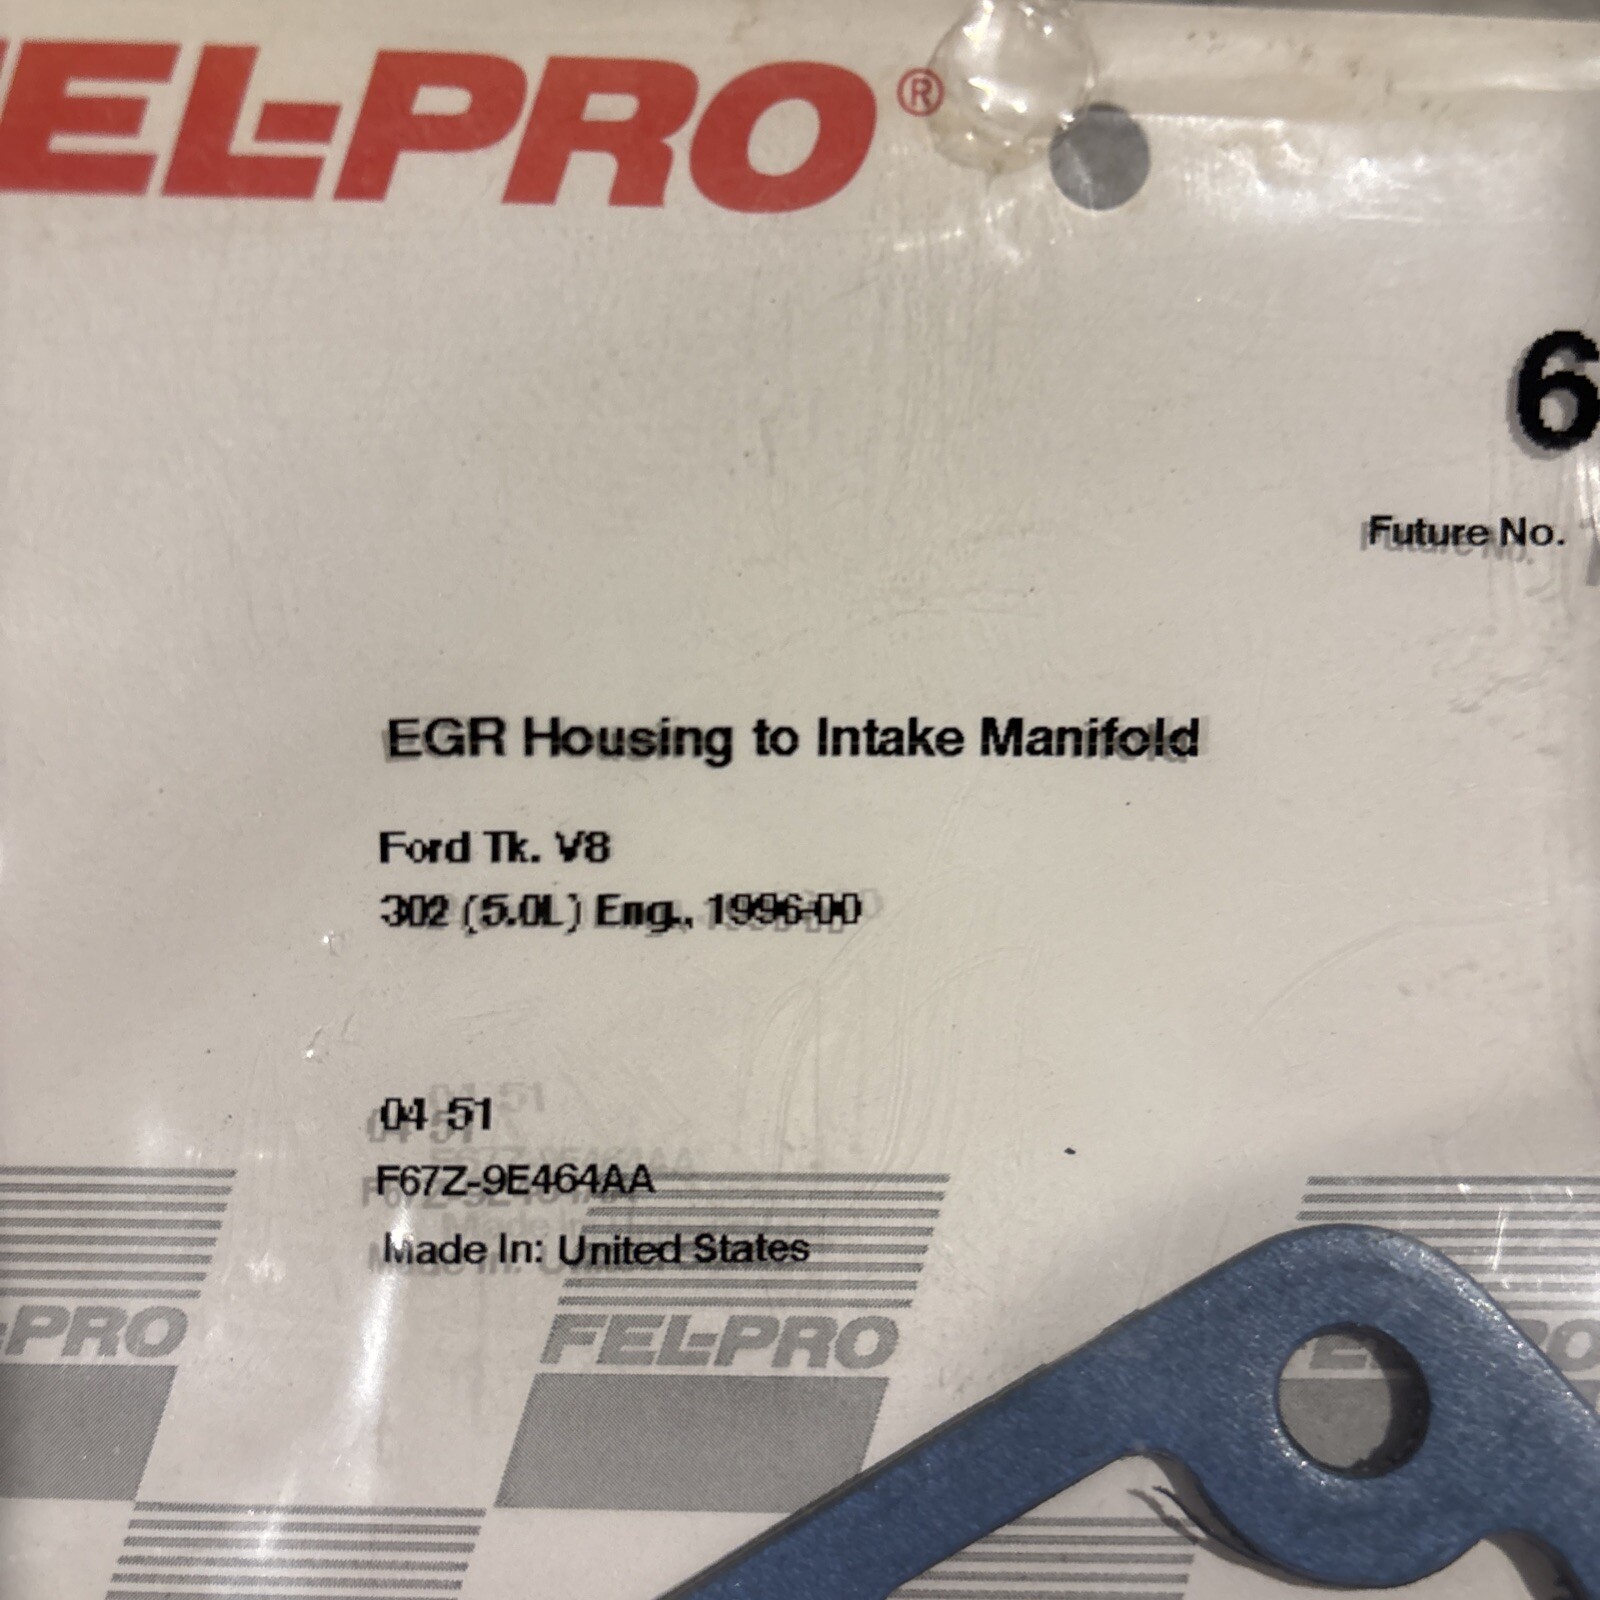 FEL-PRO®
6
Future No.
EGR Housing to Intake Manifold
Ford Tk. V8
302 (5.0L) Eng., 1996-00
04 51
F67Z-9E464AA
Made In: United States
-PRO FEL-PRO